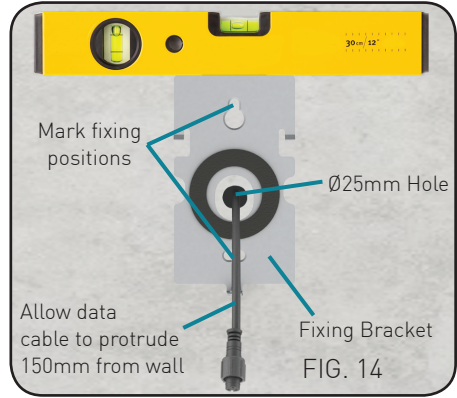 30cm/12"
Mark fixing
positions
Ø25mm Hole
Allow data
cable to protrude
150mm from wall
Fixing Bracket
FIG. 14